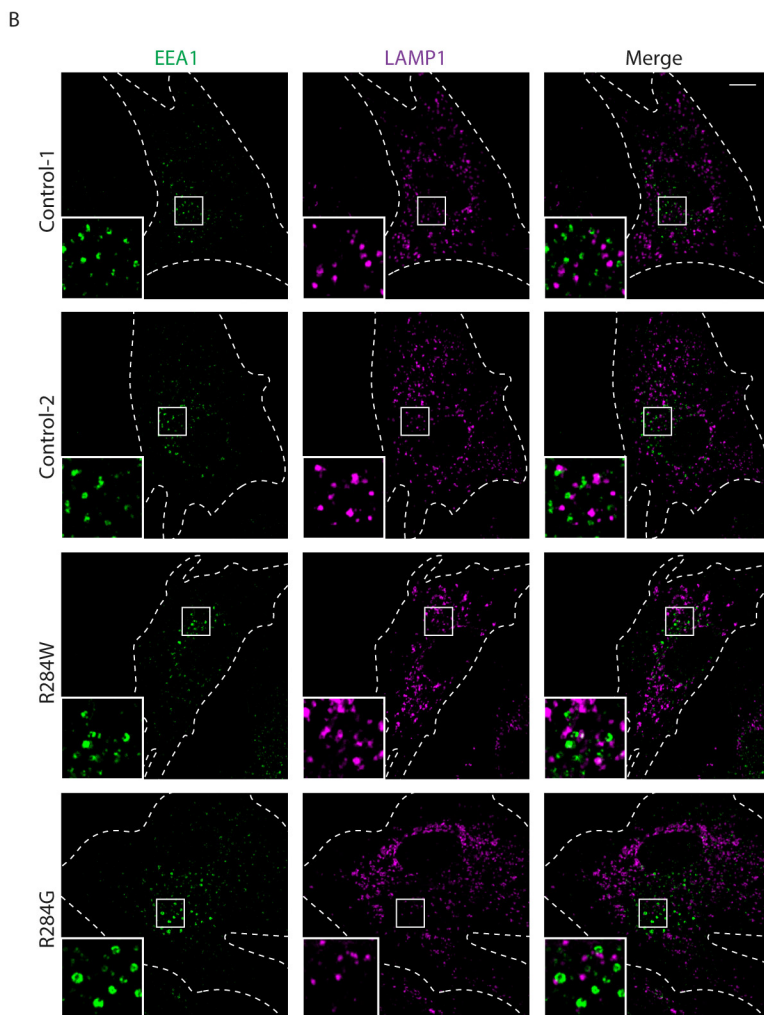 B
EEA1 LAMP1 Merge
Control-1
Control-2
R284W
R284G